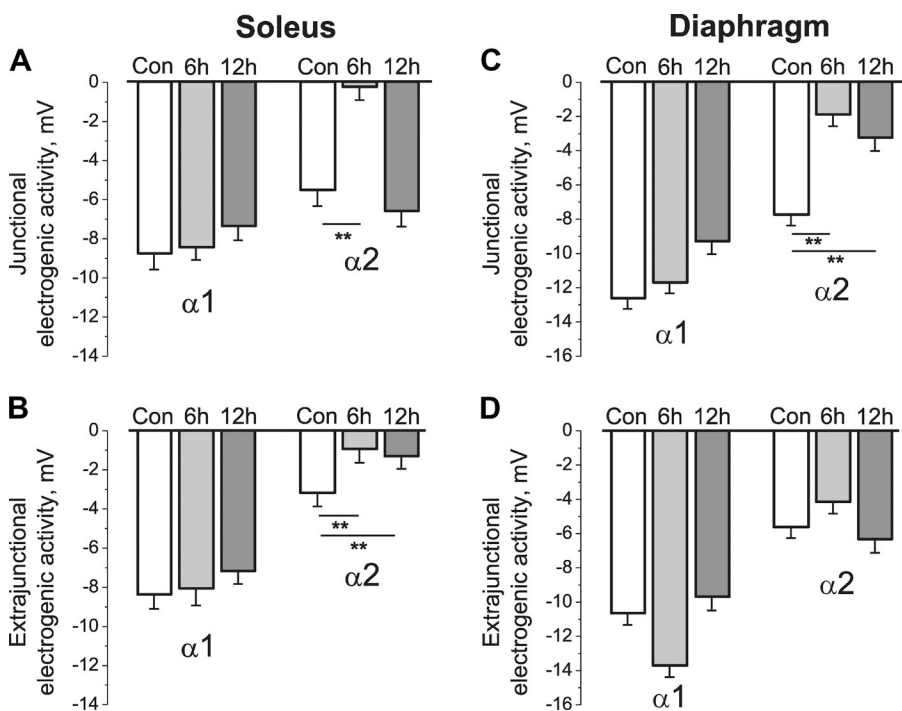 Soleus
Diaphragm
A
Con 6h 12h
Con 6h 12h
0
-2
-4
-6
-8
-10
-12
-14
Junctional
electrogenic activity, mV
**
α1
α2
C
Con 6h 12h
Con 6h 12h
0
-2
-4
-6
-8
-10
-12
-14
-16
Junctional
electrogenic activity, mV
**
**
α1
α2
B
Con 6h 12h
Con 6h 12h
0
-2
-4
-6
-8
-10
-12
-14
Extrajunctional
electrogenic activity, mV
**
**
α1
α2
D
Con 6h 12h
Con 6h 12h
0
-2
-4
-6
-8
-10
-12
-14
-16
Extrajunctional
electrogenic activity, mV
α1
α2